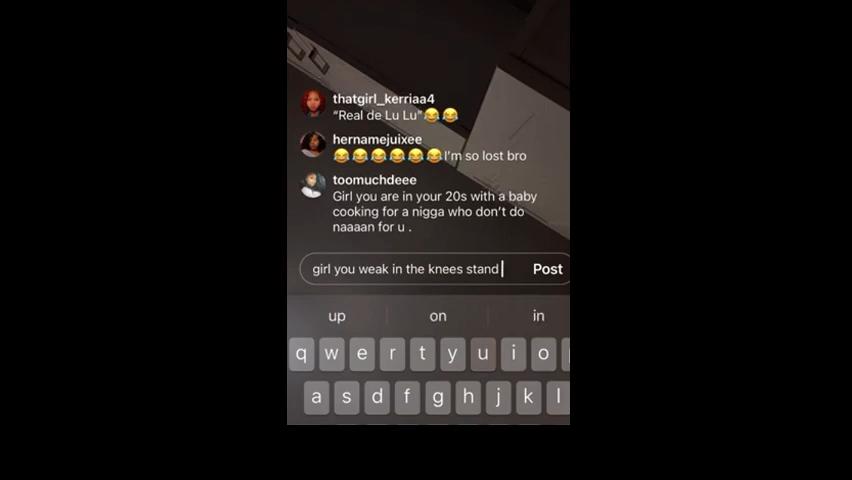 thatgirl_kerriaa4
“Real de Lu Lu”😂😂
hernamejuixee
😂😂😂😂😂😂I’m so lost bro
toomuchdeee
Girl you are in your 20s with a baby
cooking for a nigga who don’t do
naaaan for u .
girl you weak in the knees stand Post
up on in
q w e r t y u i o
a s d f g h j k l